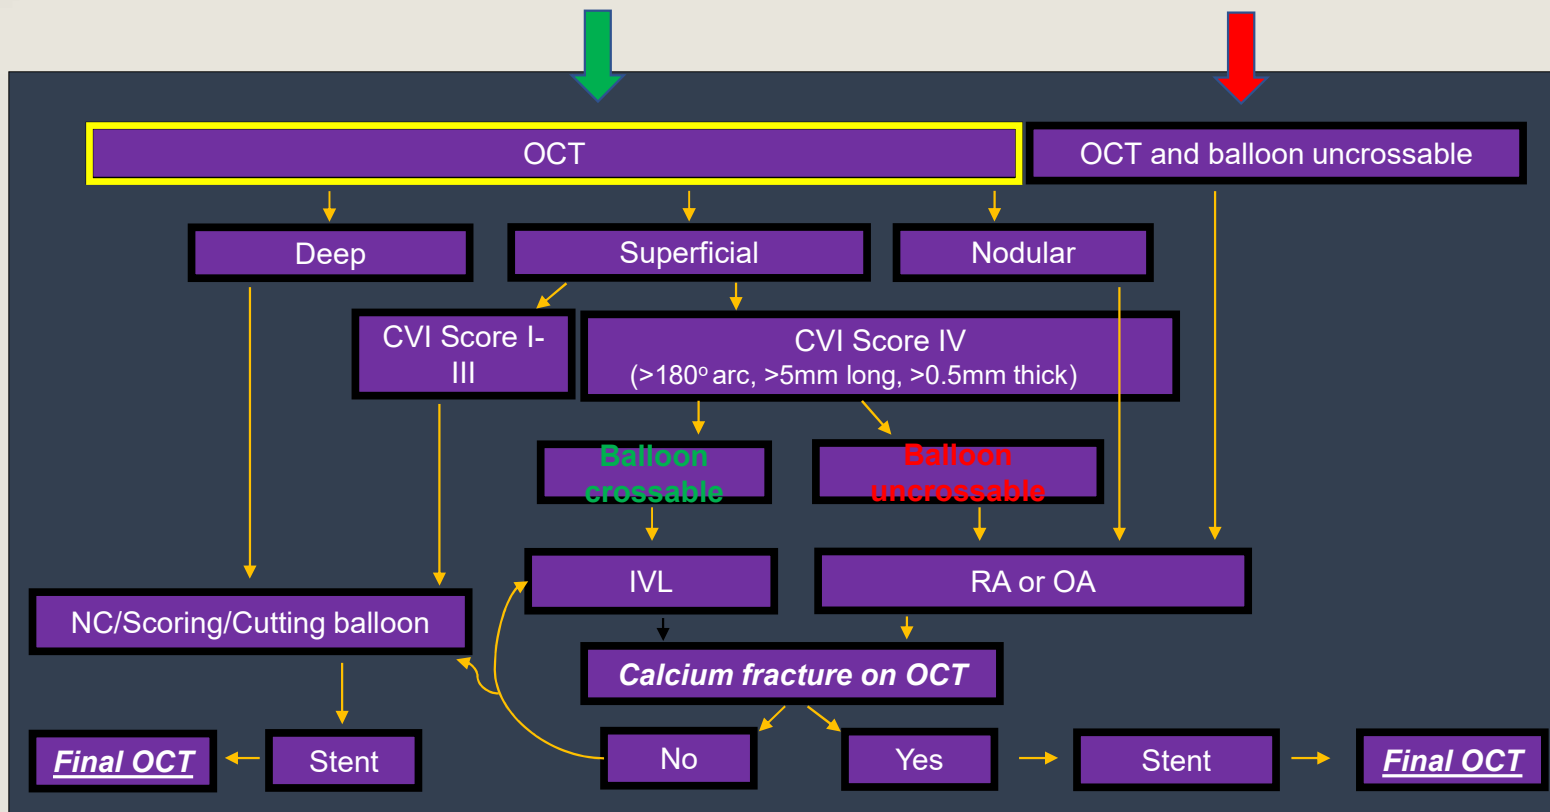 OCT
OCT and balloon uncrossable
Deep
Superficial
Nodular
CVI Score I-
III
CVI Score IV
(>180° arc, >5mm long, >0.5mm thick)
Balloon
crossable
Balloon
uncrossable
IVL
RA or OA
NC/Scoring/Cutting balloon
Calcium fracture on OCT
Final OCT
Stent
No
Yes
Stent
Final OCT